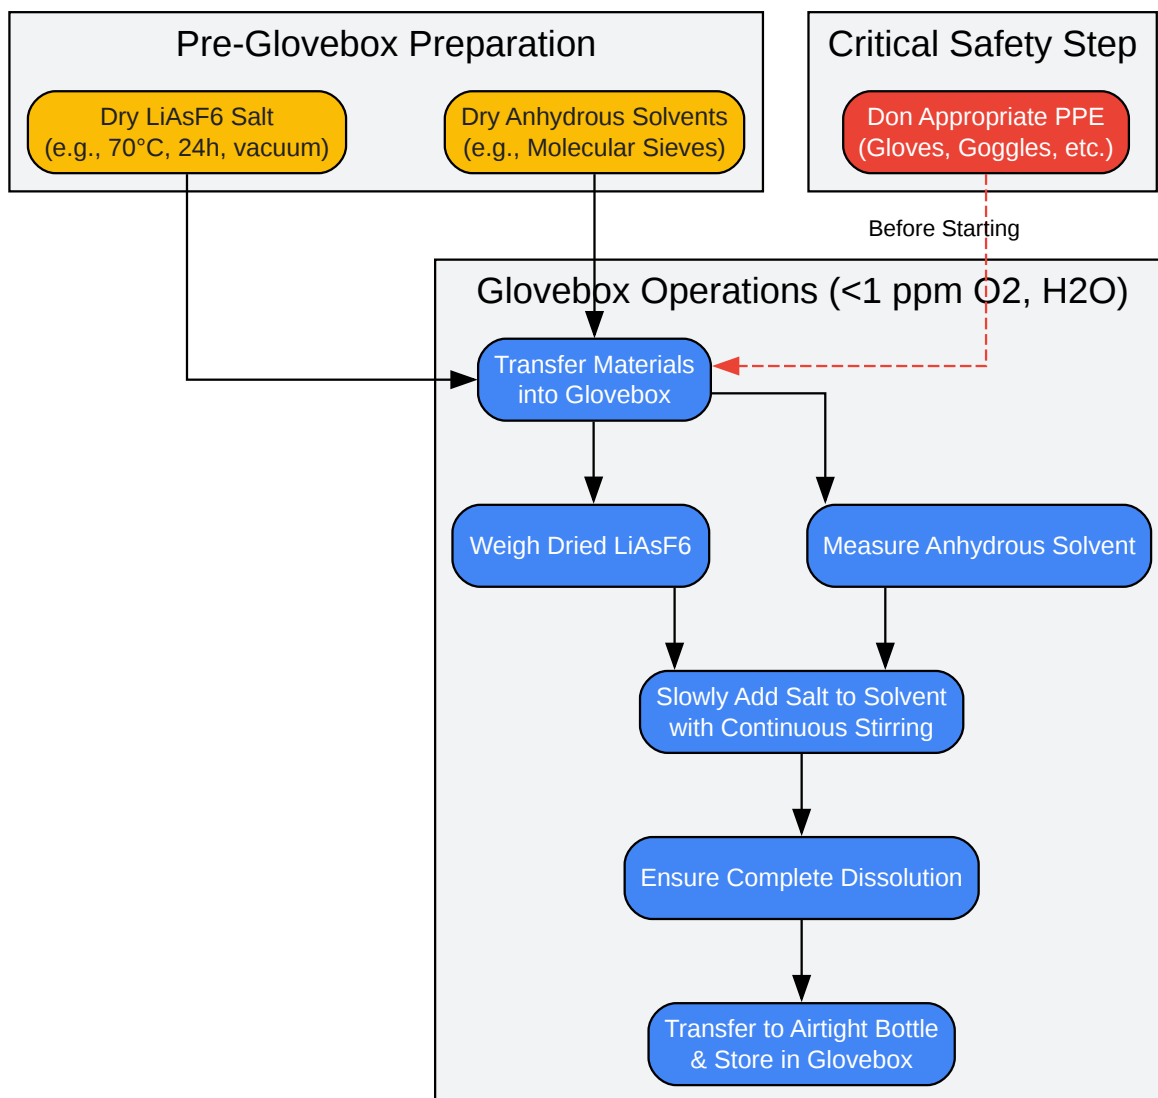 Pre-Glovebox Preparation
Critical Safety Step
Dry LiAsF6 Salt
(e.g., 70°C, 24h, vacuum)
Dry Anhydrous Solvents
(e.g., Molecular Sieves)
Don Appropriate PPE
(Gloves, Goggles, etc.)
Before Starting
Glovebox Operations (<1 ppm O2, H2O)
Transfer Materials
into Glovebox
Weigh Dried LiAsF6
Measure Anhydrous Solvent
Slowly Add Salt to Solvent
with Continuous Stirring
Ensure Complete Dissolution
Transfer to Airtight Bottle
& Store in Glovebox